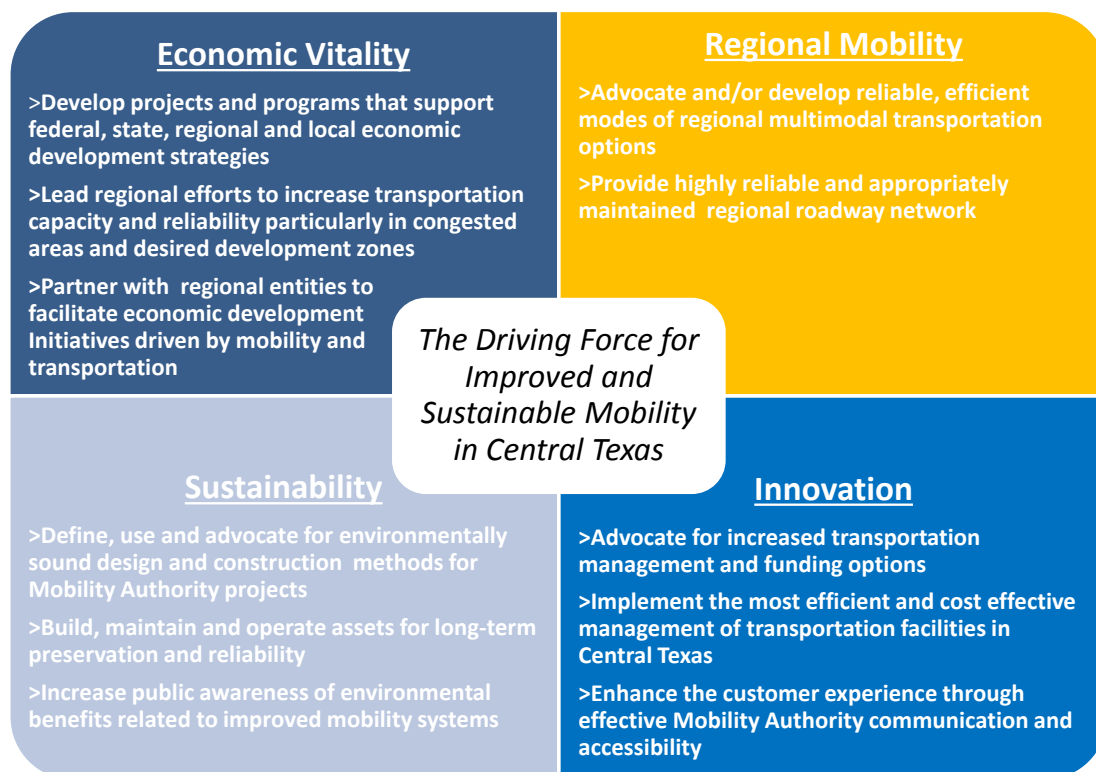 Economic Vitality
>Develop projects and programs that support
federal, state, regional and local economic
development strategies
>Lead regional efforts to increase transportation
capacity and reliability particularly in congested
areas and desired development zones
>Partner with  regional entities to
facilitate economic development
Initiatives driven by mobility and
transportation
Regional Mobility
>Advocate and/or develop reliable, efficient
modes of regional multimodal transportation
options
>Provide highly reliable and appropriately
maintained  regional roadway network
The Driving Force for
Improved and
Sustainable Mobility
in Central Texas
Sustainability
>Define, use and advocate for environmentally
sound design and construction  methods for
Mobility Authority projects
>Build, maintain and operate assets for long-term
preservation and reliability
>Increase public awareness of environmental
benefits related to improved mobility systems
Innovation
>Advocate for increased transportation
management and funding options
>Implement the most efficient and cost effective
management of transportation facilities in
Central Texas
>Enhance the customer experience through
effective Mobility Authority communication and
accessibility